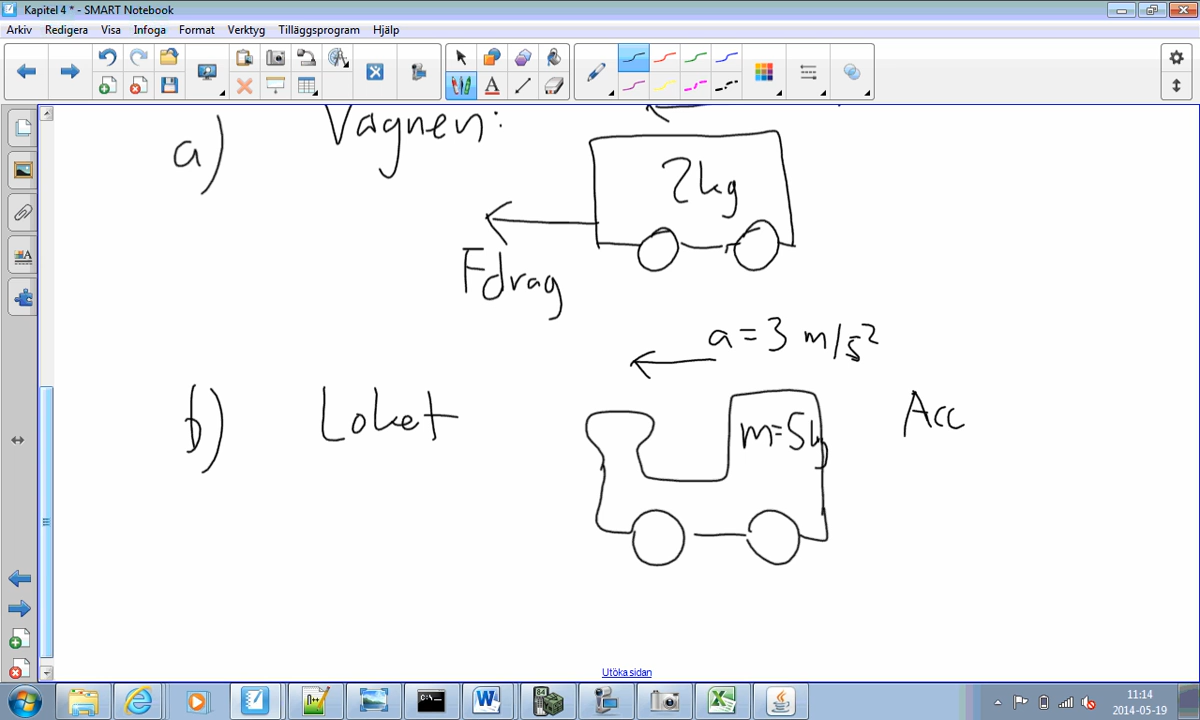 Kapitel 4 * - SMART Notebook
Arkiv Redigera Visa Infoga Format Verktyg Tilläggsprogram Hjälp
a) Vagnen:
2kg
Fdrag
a = 3 m/s²
b) Loket
m=5kg
Acc
Utöka sidan
11:14
2014-05-19